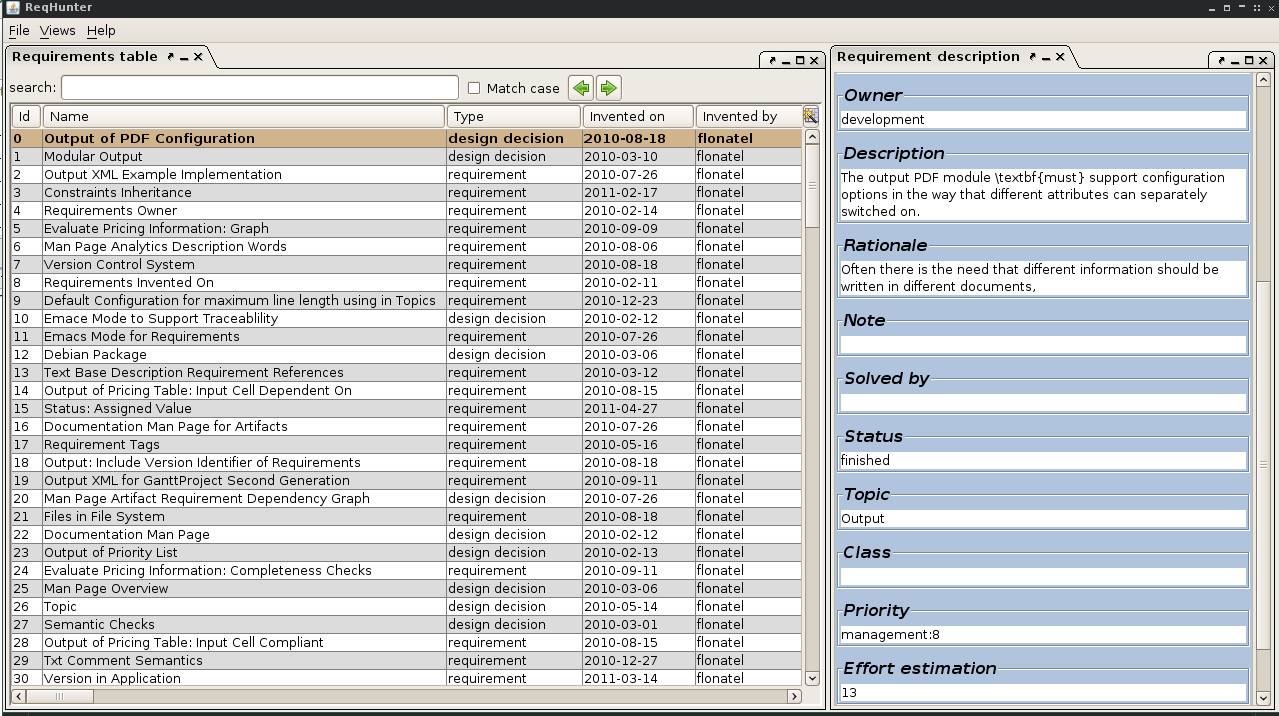 ReqHunter
File Views Help
Requirements table
search: Match case
Id Name Type Invented on Invented by
0 Output of PDF Configuration design decision 2010-08-18 flonatel
1 Modular Output design decision 2010-03-10 flonatel
2 Output XML Example Implementation requirement 2010-07-26 flonatel
3 Constraints Inheritance requirement 2011-02-17 flonatel
4 Requirements Owner requirement 2010-02-14 flonatel
5 Evaluate Pricing Information: Graph requirement 2010-09-09 flonatel
6 Man Page Analytics Description Words requirement 2010-08-06 flonatel
7 Version Control System requirement 2010-08-18 flonatel
8 Requirements Invented On requirement 2010-02-11 flonatel
9 Default Configuration for maximum line length using in Topics requirement 2010-12-23 flonatel
10 Emace Mode to Support Traceablility design decision 2010-02-12 flonatel
11 Emacs Mode for Requirements requirement 2010-07-26 flonatel
12 Debian Package design decision 2010-03-06 flonatel
13 Text Base Description Requirement References requirement 2010-03-12 flonatel
14 Output of Pricing Table: Input Cell Dependent On requirement 2010-08-15 flonatel
15 Status: Assigned Value requirement 2011-04-27 flonatel
16 Documentation Man Page for Artifacts requirement 2010-07-26 flonatel
17 Requirement Tags requirement 2010-05-16 flonatel
18 Output: Include Version Identifier of Requirements requirement 2010-08-18 flonatel
19 Output XML for GanttProject Second Generation requirement 2010-09-11 flonatel
20 Man Page Artifact Requirement Dependency Graph design decision 2010-07-26 flonatel
21 Files in File System requirement 2010-08-18 flonatel
22 Documentation Man Page design decision 2010-02-12 flonatel
23 Output of Priority List design decision 2010-02-13 flonatel
24 Evaluate Pricing Information: Completeness Checks requirement 2010-09-11 flonatel
25 Man Page Overview design decision 2010-03-06 flonatel
26 Topic design decision 2010-05-14 flonatel
27 Semantic Checks design decision 2010-03-01 flonatel
28 Output of Pricing Table: Input Cell Compliant requirement 2010-08-15 flonatel
29 Txt Comment Semantics requirement 2010-12-27 flonatel
30 Version in Application requirement 2011-03-14 flonatel
Requirement description
Owner
development
Description
The output PDF module \textbf{must} support configuration
options in the way that different attributes can separately
switched on.
Rationale
Often there is the need that different information should be
written in different documents,
Note
Solved by
Status
finished
Topic
Output
Class
Priority
management:8
Effort estimation
13